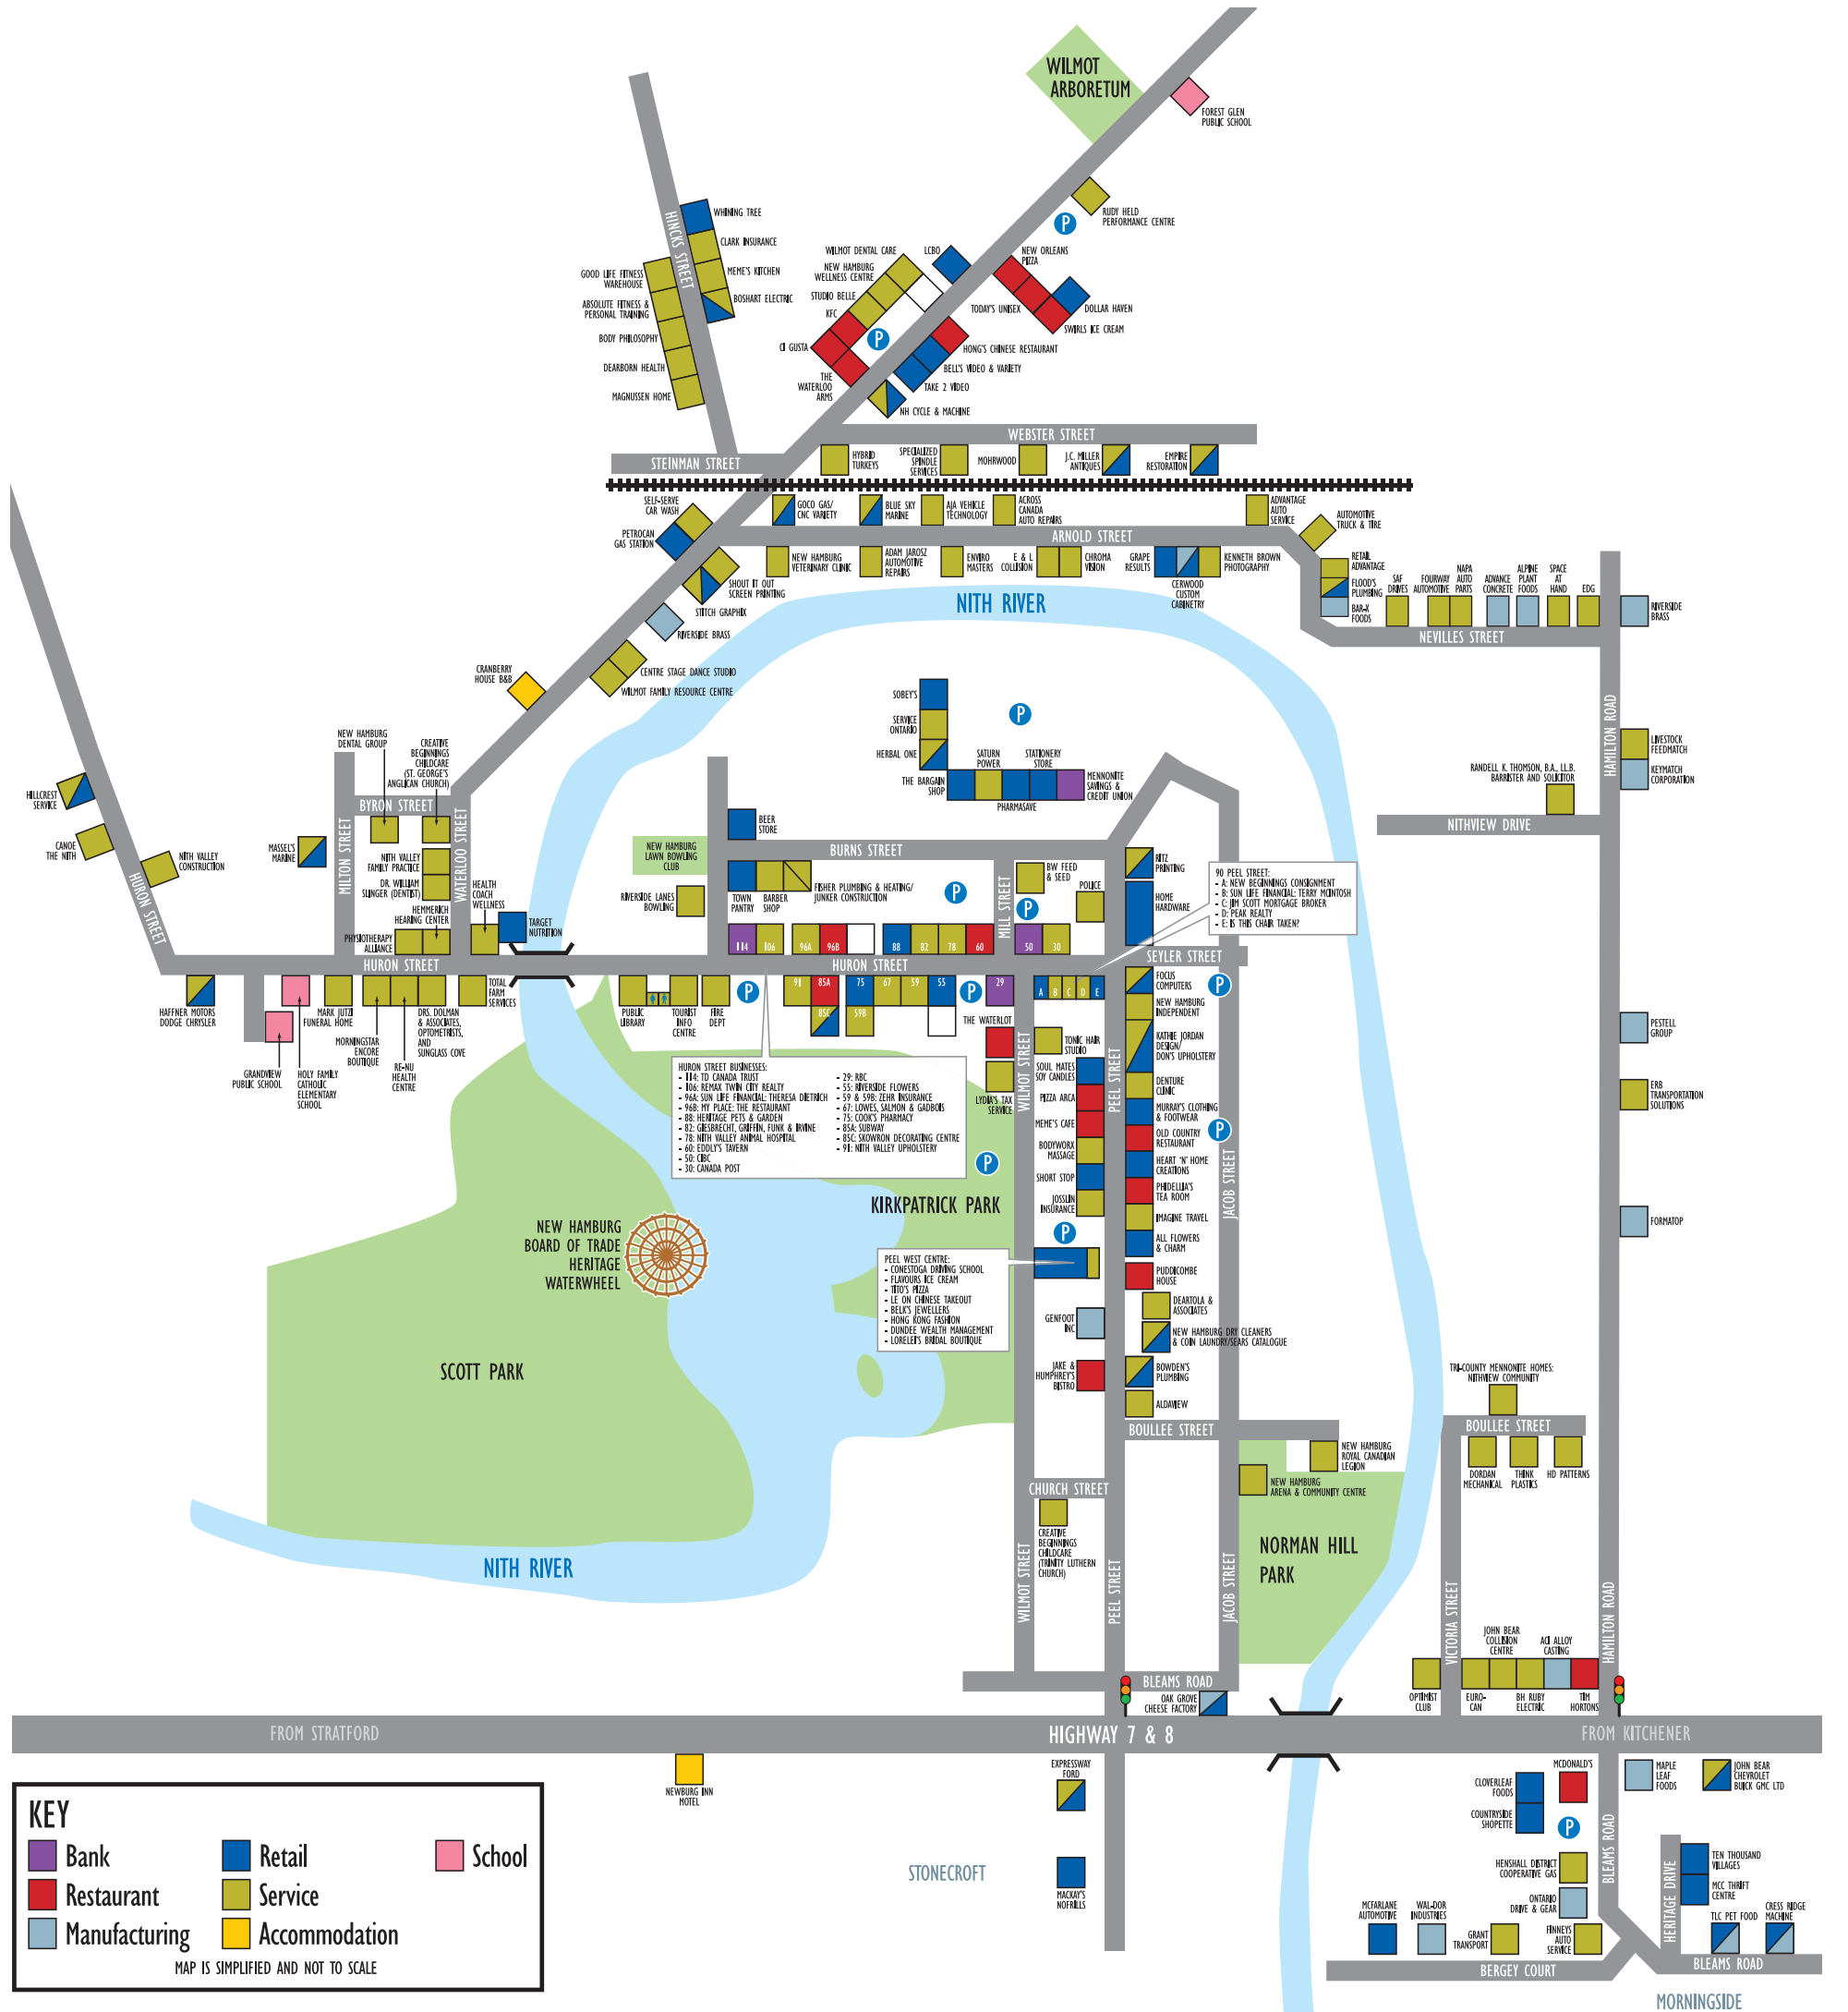 WILMOT
ARBORETUM
FOREST GLEN
PUBLIC SCHOOL
RUDY HELD
PERFORMANCE CENTRE
P
HINCKS STREET
WHINING TREE
CLARK INSURANCE
MEME'S KITCHEN
BOSHART ELECTRIC
GOOD LIFE FITNESS
WAREHOUSE
ABSOLUTE FITNESS &
PERSONAL TRAINING
BODY PHILOSOPHY
DEARBORN HEALTH
MAGNUSSEN HOME
WILMOT DENTAL CARE
NEW HAMBURG
WELLNESS CENTRE
STUDIO BELLE
KFC
CI GUSTA
THE
WATERLOO
ARMS
P
LCBO
NEW ORLEANS
PIZZA
TODAY'S UNISEX
DOLLAR HAVEN
SWIRLS ICE CREAM
HONG'S CHINESE RESTAURANT
BELL'S VIDEO & VARIETY
TAKE 2 VIDEO
NH CYCLE & MACHINE
WEBSTER STREET
STEINMAN STREET
HYBRID
TURKEYS
SPECIALIZED
SPINDLE
SERVICES
MOHRWOOD
J.C. MILLER
ANTIQUES
EMPIRE
RESTORATION
SELF-SERVE
CAR WASH
PETROCAN
GAS STATION
GOCO GAS/
CNC VARIETY
BLUE SKY
MARINE
AJA VEHICLE
TECHNOLOGY
ACROSS
CANADA
AUTO REPAIRS
ADVANTAGE
AUTO
SERVICE
AUTOMOTIVE
TRUCK & TIRE
ARNOLD STREET
NEW HAMBURG
VETERINARY CLINIC
ADAM JAROSZ
AUTOMOTIVE
REPAIRS
ENVIRO
MASTERS
E & L
COLLISION
CHROMA
VISION
GRAPE
RESULTS
CERWOOD
CUSTOM
CABINETRY
KENNETH BROWN
PHOTOGRAPHY
RETAIL
ADVANTAGE
FLOOD'S
PLUMBING
BAR-X
FOODS
SAF
DRIVES
FOURWAY
AUTOMOTIVE
NAPA
AUTO
PARTS
ADVANCE
CONCRETE
ALPINE
PLANT
FOODS
SPACE
AT
HAND
EDG
RIVERSIDE
BRASS
NEVILLES STREET
SHOUT IT OUT
SCREEN PRINTING
STITCH GRAPHIX
RIVERSIDE BRASS
CENTRE STAGE DANCE STUDIO
WILMOT FAMILY RESOURCE CENTRE
CRANBERRY
HOUSE B&B
NITH RIVER
HAMILTON ROAD
LIVESTOCK
FEEDMATCH
KEYMATCH
CORPORATION
RANDELL K. THOMSON, B.A., LL.B.
BARRISTER AND SOLICITOR
NITHVIEW DRIVE
SOBEY'S
SERVICE
ONTARIO
HERBAL ONE
THE BARGAIN
SHOP
SATURN
POWER
STATIONERY
STORE
PHARMASAVE
MENNONITE
SAVINGS &
CREDIT UNION
P
NEW HAMBURG
DENTAL GROUP
CREATIVE
BEGINNINGS
CHILDCARE
(ST. GEORGE'S
ANGLICAN CHURCH)
BYRON STREET
MILTON STREET
WATERLOO STREET
NITH VALLEY
FAMILY PRACTICE
DR. WILLIAM
SLINGER (DENTIST)
HEMMERICH
HEARING CENTER
PHYSIOTHERAPY
ALLIANCE
HEALTH
COACH
WELLNESS
TARGET
NUTRITION
HILLCREST
SERVICE
CANOE
THE NITH
NITH VALLEY
CONSTRUCTION
MASSEL'S
MARINE
HURON STREET
HURON STREET
HURON STREET
BEER
STORE
NEW HAMBURG
LAWN BOWLING
CLUB
RIVERSIDE LANES
BOWLING
BURNS STREET
TOWN
PANTRY
BARBER
SHOP
FISHER PLUMBING & HEATING/
JUNKER CONSTRUCTION
P
MILL STREET
BW FEED
& SEED
P
POLICE
RITZ
PRINTING
HOME
HARDWARE
114
106
96A
96B
88
82
78
60
50
30
SEYLER STREET
90 PEEL STREET:
- A: NEW BEGINNINGS CONSIGNMENT
- B: SUN LIFE FINANCIAL: TERRY MCINTOSH
- C: JIM SCOTT MORTGAGE BROKER
- D: PEAK REALTY
- E: IS THIS CHAIR TAKEN?
HAFFNER MOTORS
DODGE CHRYSLER
GRANDVIEW
PUBLIC SCHOOL
HOLY FAMILY
CATHOLIC
ELEMENTARY
SCHOOL
MARK JUTZI
FUNERAL HOME
MORNINGSTAR
ENCORE
BOUTIQUE
RE-NU
HEALTH
CENTRE
DRS. DOLMAN
& ASSOCIATES,
OPTOMETRISTS,
AND
SUNGLASS COVE
TOTAL
FARM
SERVICES
PUBLIC
LIBRARY
TOURIST
INFO
CENTRE
FIRE
DEPT
P
91
85A
85C
75
67
59
55
59B
P
29
A
B
C
D
E
THE WATERLOT
LYDIA'S TAX
SERVICE
HURON STREET BUSINESSES:
- 114: TD CANADA TRUST
- 106: REMAX TWIN CITY REALTY
- 96A: SUN LIFE FINANCIAL: THERESA DIETRICH
- 96B: MY PLACE: THE RESTAURANT
- 88: HERITAGE PETS & GARDEN
- 82: GIESBRECHT, GRIFFIN, FUNK & IRVINE
- 78: NITH VALLEY ANIMAL HOSPITAL
- 60: EDDLY'S TAVERN
- 50: CIBC
- 30: CANADA POST
- 29: RBC
- 55: RIVERSIDE FLOWERS
- 59 & 59B: ZEHR INSURANCE
- 67: LOWES, SALMON & GADBOIS
- 75: COOK'S PHARMACY
- 85A: SUBWAY
- 85C: SKOWRON DECORATING CENTRE
- 91: NITH VALLEY UPHOLSTERY
P
KIRKPATRICK PARK
WILMOT STREET
PEEL STREET
JACOB STREET
TONIC HAIR
STUDIO
SOUL MATES
SOY CANDLES
PIZZA ARCA
MEME'S CAFE
BODYWORX
MASSAGE
SHORT STOP
JOSSLIN
INSURANCE
P
FOCUS
COMPUTERS
P
NEW HAMBURG
INDEPENDENT
KATHIE JORDAN
DESIGN/
DON'S UPHOLSTERY
DENTURE
CLINIC
MURRAY'S CLOTHING
& FOOTWEAR
P
OLD COUNTRY
RESTAURANT
HEART 'N' HOME
CREATIONS
PHIDELLIA'S
TEA ROOM
IMAGINE TRAVEL
ALL FLOWERS
& CHARM
PUDDICOMBE
HOUSE
DEARTOLA &
ASSOCIATES
NEW HAMBURG DRY CLEANERS
& COIN LAUNDRY/SEARS CATALOGUE
BOWDEN'S
PLUMBING
ALDAVIEW
PEEL WEST CENTRE:
- CONESTOGA DRIVING SCHOOL
- FLAVOURS ICE CREAM
- TITO'S PIZZA
- LE ON CHINESE TAKEOUT
- BELK'S JEWELLERS
- HONG KONG FASHION
- DUNDEE WEALTH MANAGEMENT
- LORELEI'S BRIDAL BOUTIQUE
GENFOOT
INC
JAKE &
HUMPHREY'S
BISTRO
PESTELL
GROUP
ERB
TRANSPORTATION
SOLUTIONS
FORMATOP
NEW HAMBURG
BOARD OF TRADE
HERITAGE
WATERWHEEL
SCOTT PARK
NITH RIVER
BOULLEE STREET
NEW HAMBURG
ROYAL CANADIAN
LEGION
NEW HAMBURG
ARENA & COMMUNITY CENTRE
NORMAN HILL
PARK
CHURCH STREET
CREATIVE
BEGINNINGS
CHILDCARE
(TRINITY LUTHERN
CHURCH)
WILMOT STREET
PEEL STREET
JACOB STREET
TRI-COUNTY MENNONITE HOMES:
NITHVIEW COMMUNITY
BOULLEE STREET
DORDAN
MECHANICAL
THINK
PLASTICS
HD PATTERNS
VICTORIA STREET
HAMILTON ROAD
JOHN BEAR
COLLISION
CENTRE
ACI ALLOY
CASTING
OPTIMIST
CLUB
EURO-
CAN
BH RUBY
ELECTRIC
TIM
HORTONS
BLEAMS ROAD
OAK GROVE
CHEESE FACTORY
FROM STRATFORD
HIGHWAY 7 & 8
FROM KITCHENER
NEWBURG INN
MOTEL
EXPRESSWAY
FORD
STONECROFT
MACKAY'S
NOFRILLS
CLOVERLEAF
FOODS
COUNTRYSIDE
SHOPETTE
MCDONALD'S
P
MAPLE
LEAF
FOODS
JOHN BEAR
CHEVROLET
BUICK GMC LTD
BLEAMS ROAD
HENSHALL DISTRICT
COOPERATIVE GAS
ONTARIO
DRIVE & GEAR
MCFARLANE
AUTOMOTIVE
WAL-DOR
INDUSTRIES
GRANT
TRANSPORT
FINNEYS
AUTO
SERVICE
HERITAGE DRIVE
TEN THOUSAND
VILLAGES
MCC THRIFT
CENTRE
TLC PET FOOD
CRESS RIDGE
MACHINE
BERGEY COURT
BLEAMS ROAD
MORNINGSIDE
KEY
Bank
Retail
School
Restaurant
Service
Manufacturing
Accommodation
MAP IS SIMPLIFIED AND NOT TO SCALE